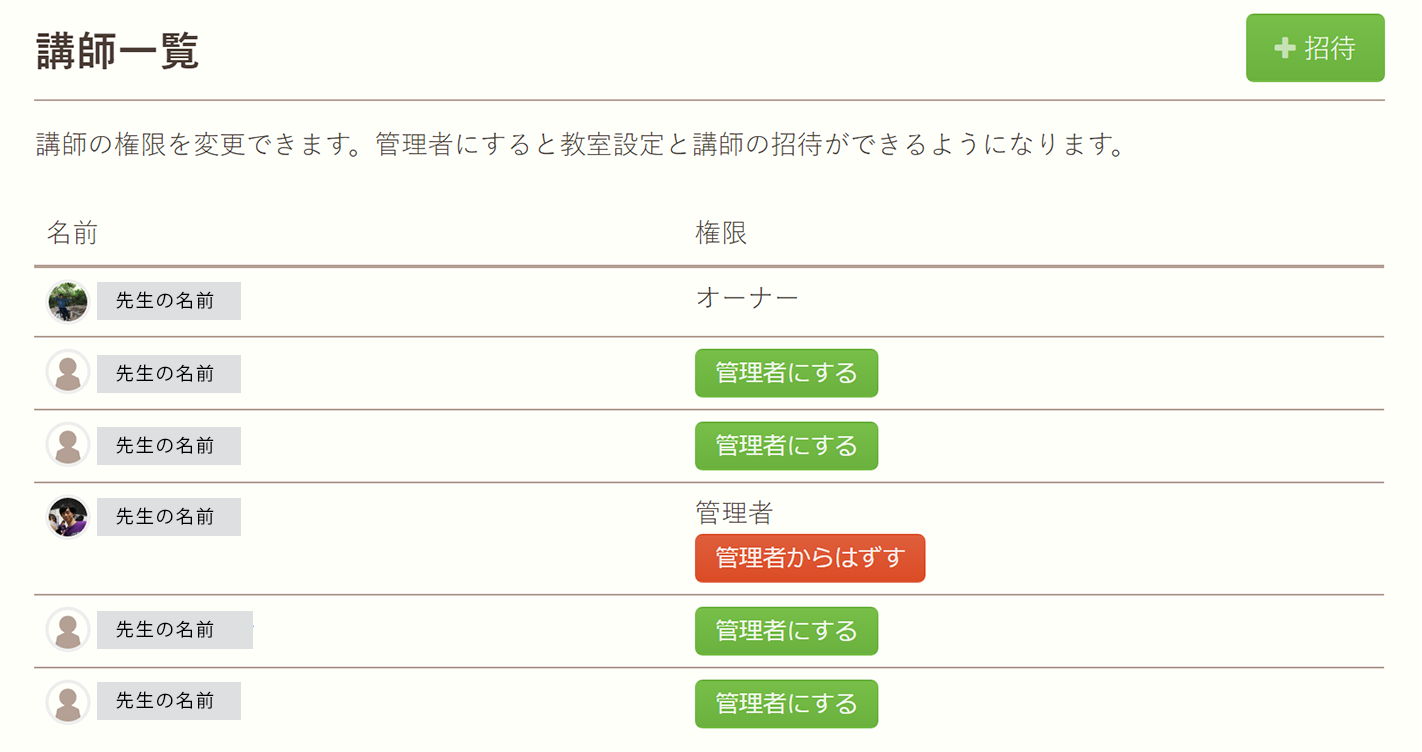 講師一覧
招待
講師の権限を変更できます。管理者にすると教室設定と講師の招待ができるようになります。
名前 権限
先生の名前 オーナー
先生の名前 管理者にする
先生の名前 管理者にする
先生の名前 管理者
管理者からはずす
先生の名前 管理者にする
先生の名前 管理者にする